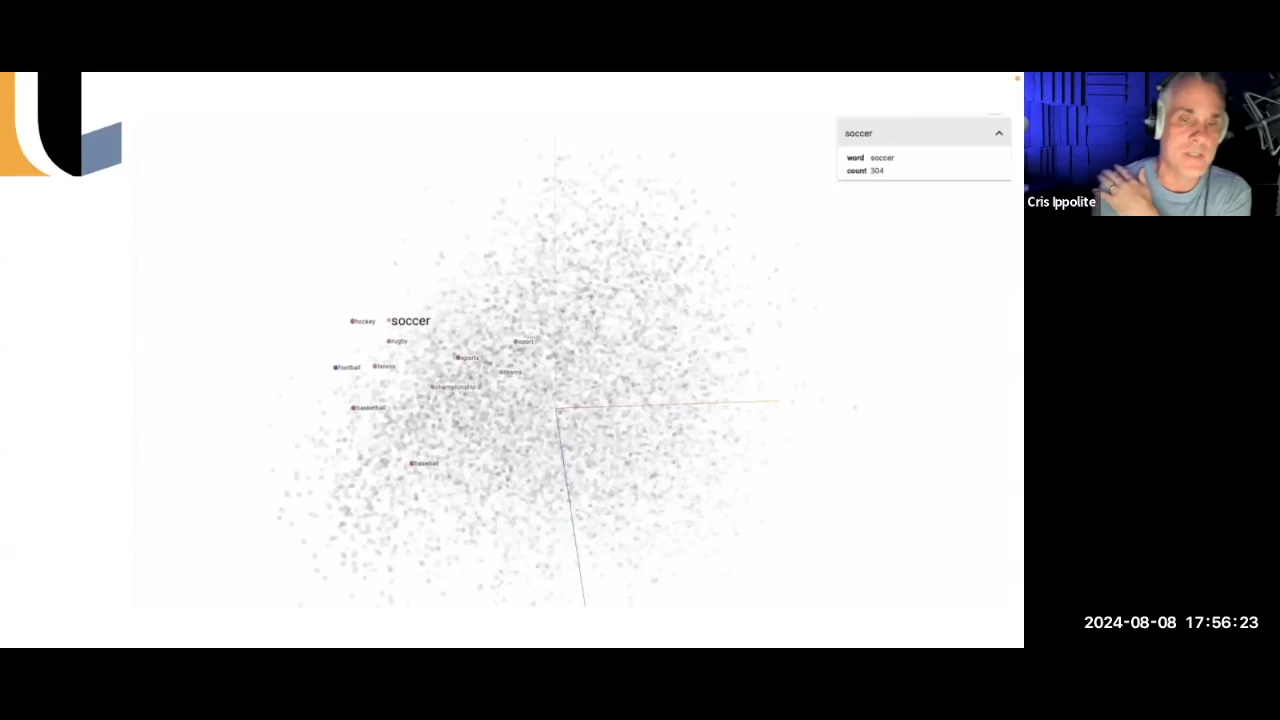 soccer
word soccer
count 304
Cris Ippolite
hockey
soccer
rugby
sport
sports
football
tennis
teams
championship
basketball
baseball
2024-08-08 17:56:23